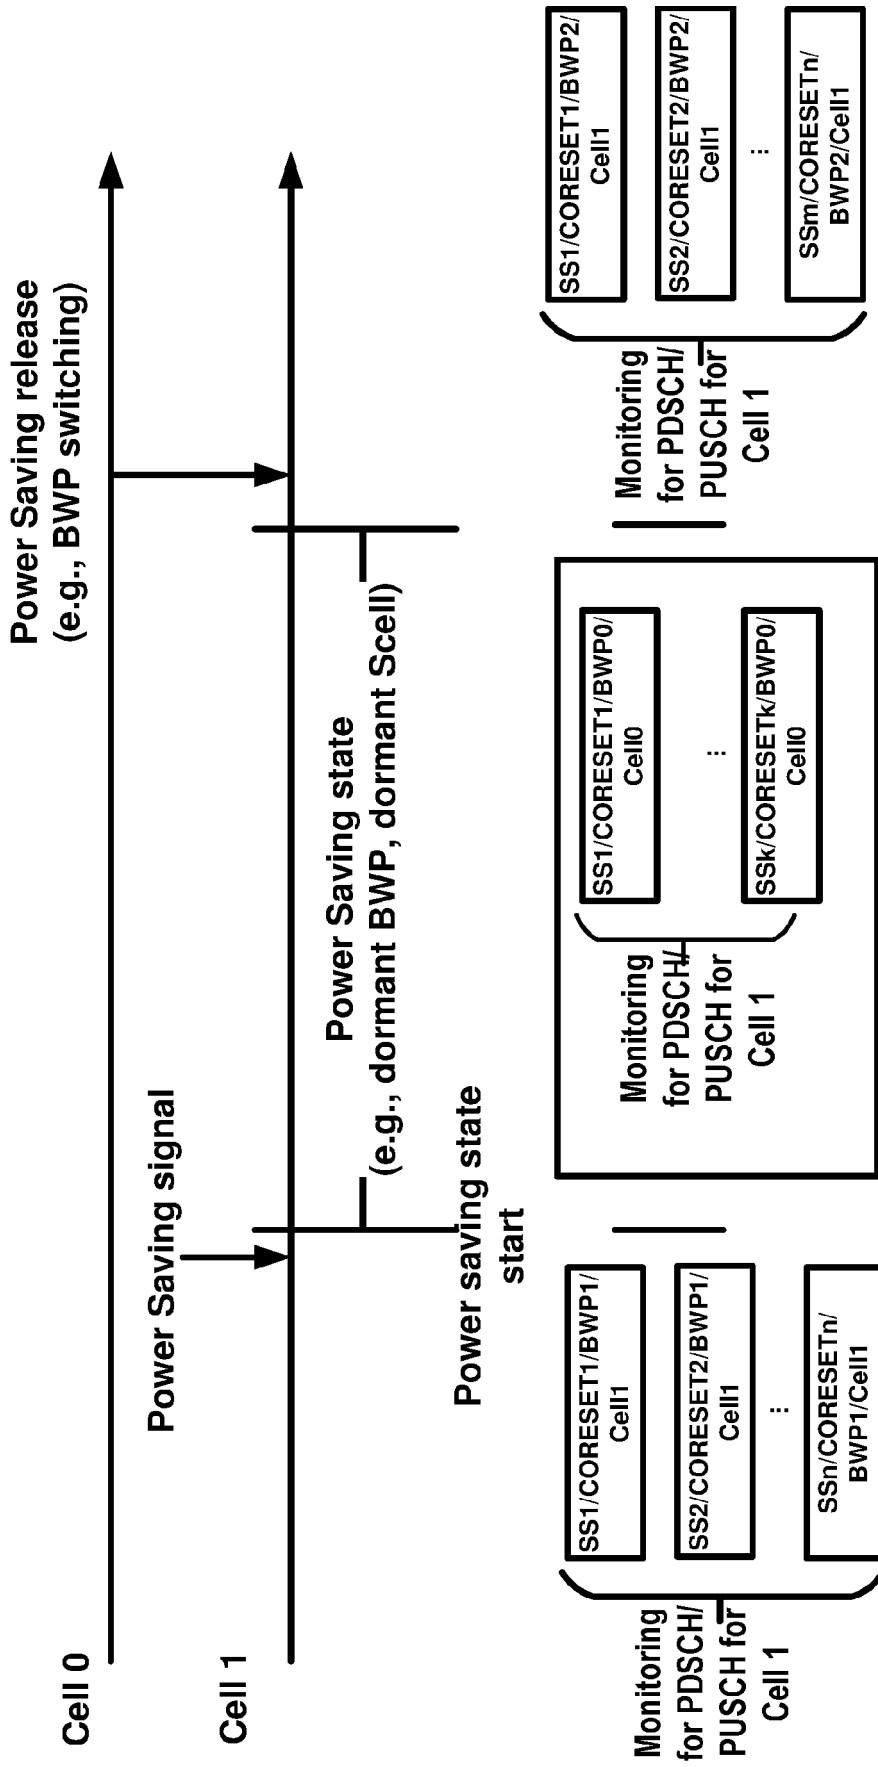 Cell 0
Cell 1
Power Saving signal
Power Saving release
(e.g., BWP switching)
Power Saving state
(e.g., dormant BWP, dormant Scell)
Power saving state
start
Monitoring
for PDSCH/
PUSCH for
Cell 1
SS1/CORESET1/BWP1/
Cell1
SS2/CORESET2/BWP1/
Cell1
...
SSn/CORESETn/
BWP1/Cell1
Monitoring
for PDSCH/
PUSCH for
Cell 1
SS1/CORESET1/BWP0/
Cell0
...
SSk/CORESETk/BWP0/
Cell0
Monitoring
for PDSCH/
PUSCH for
Cell 1
SS1/CORESET1/BWP2/
Cell1
SS2/CORESET2/BWP2/
Cell1
...
SSm/CORESETn/
BWP2/Cell1